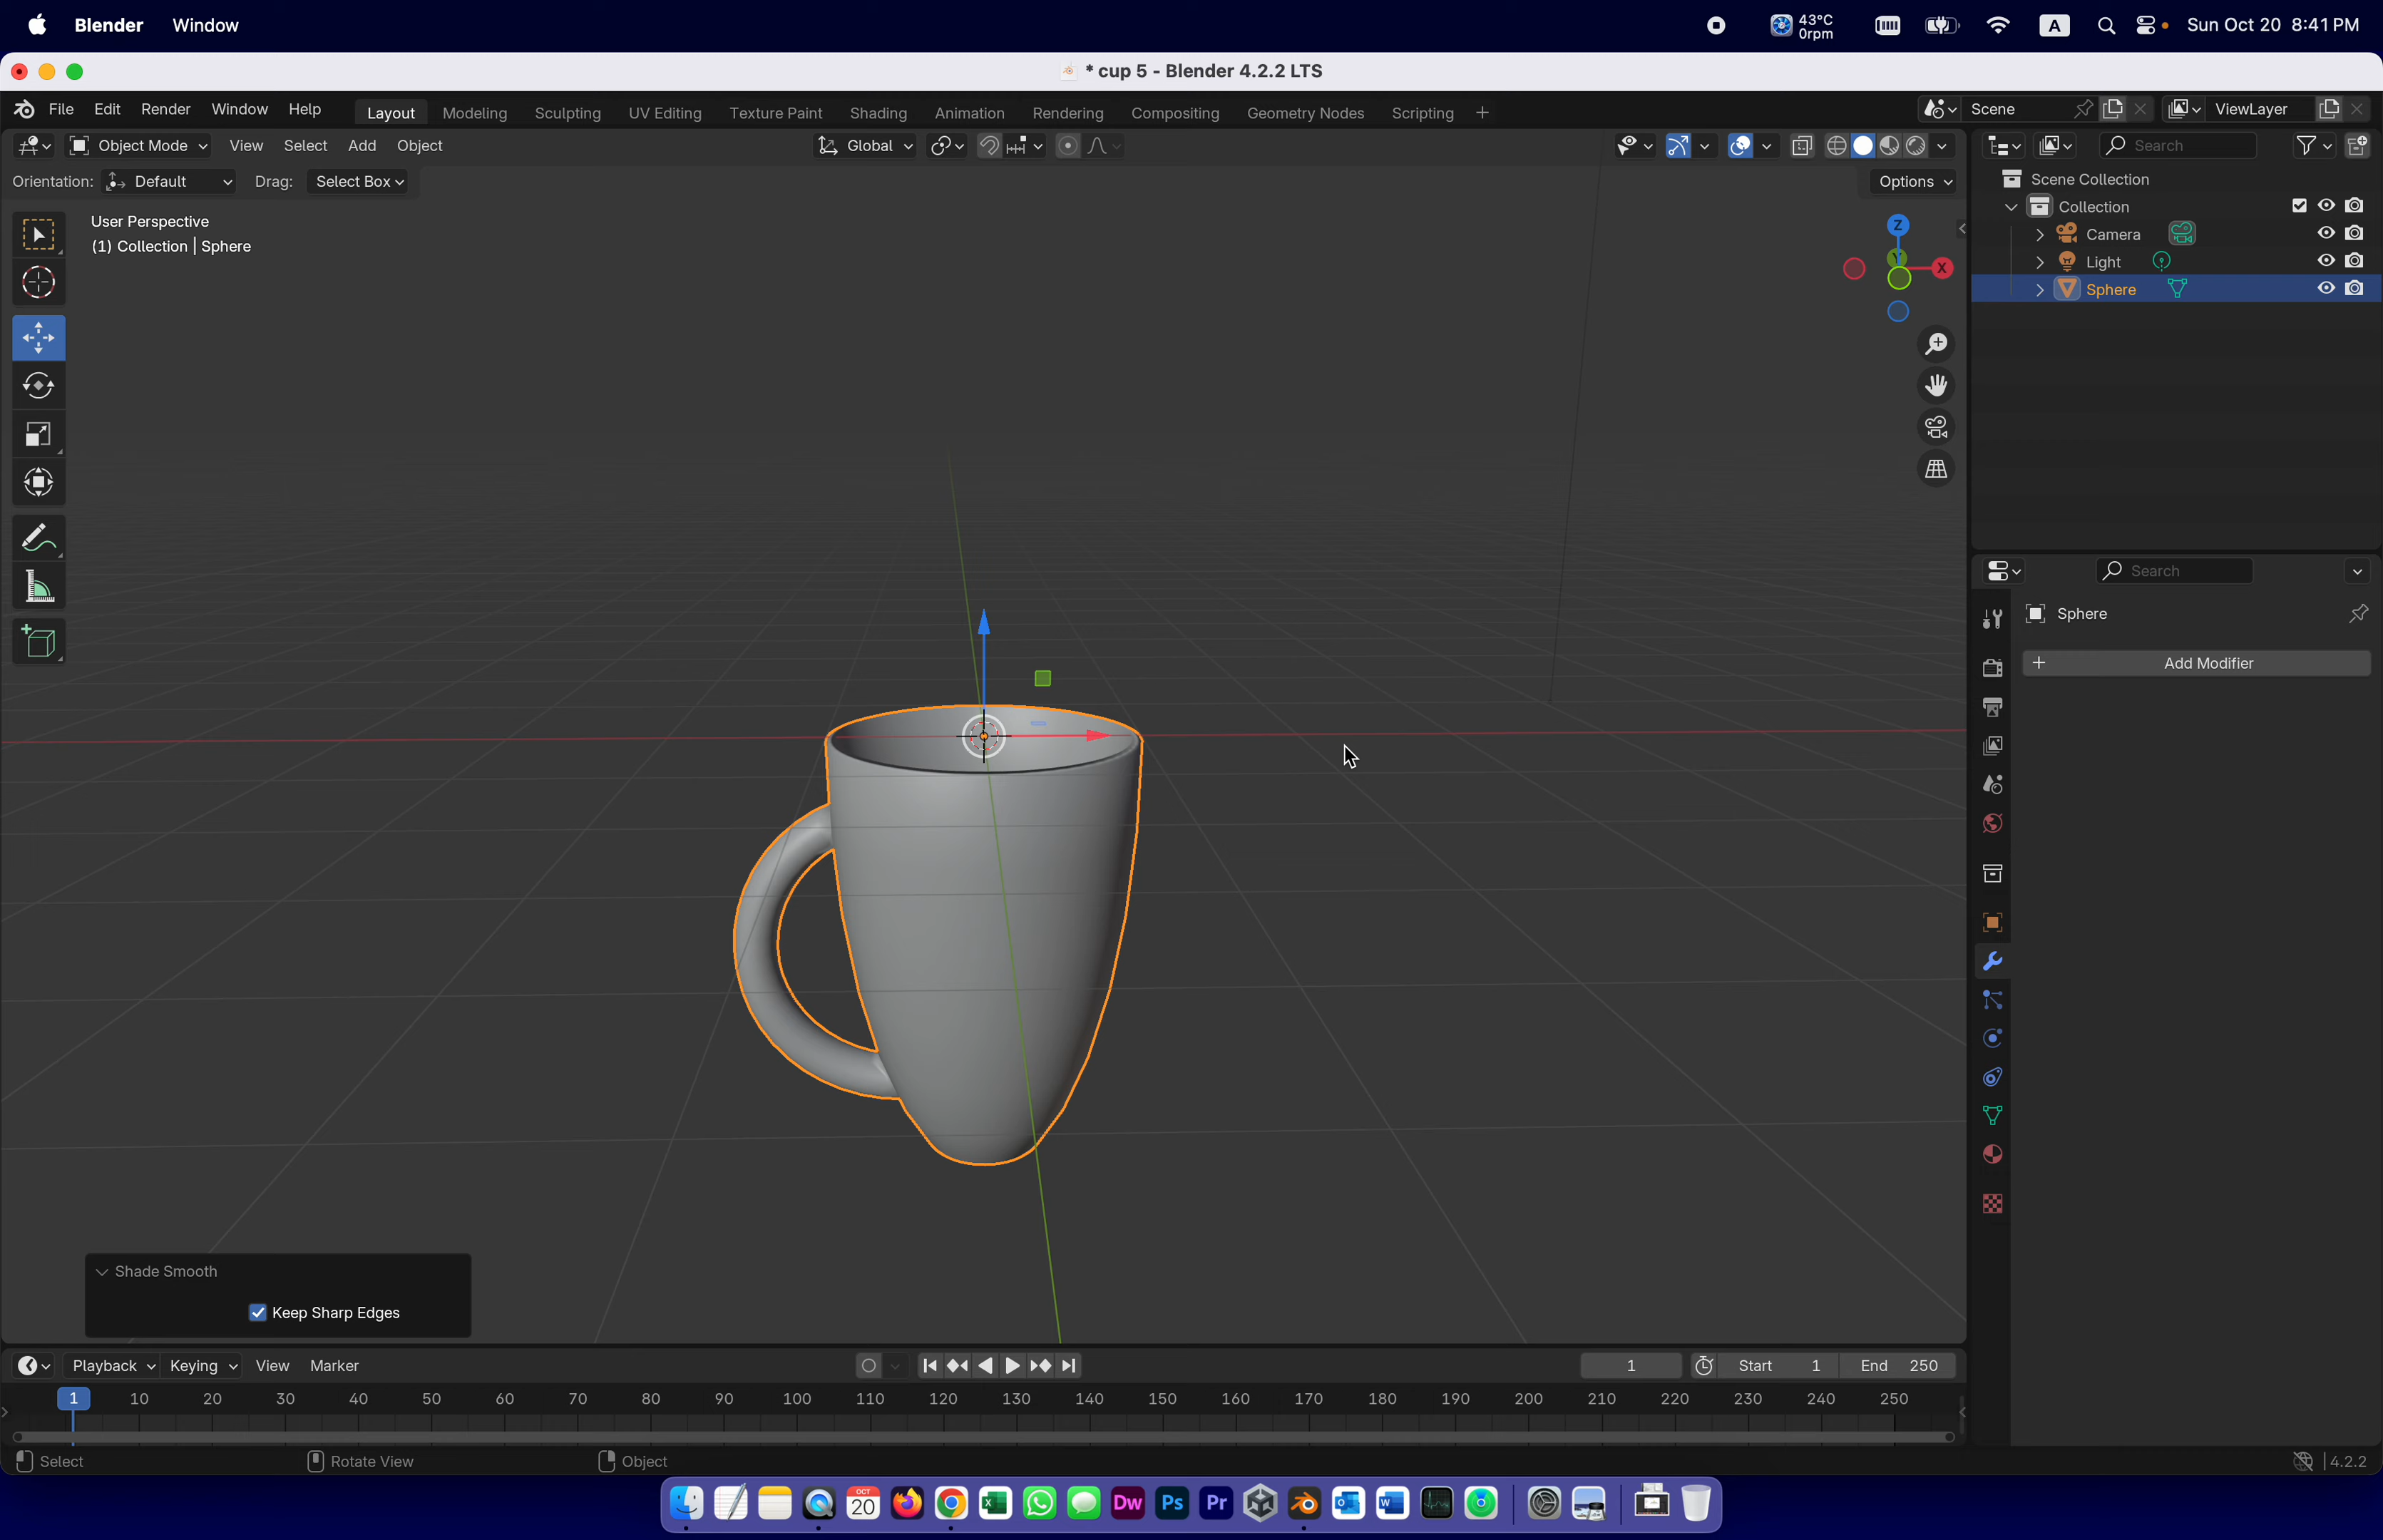 Blender Window 43°C 0rpm A Sun Oct 20 8:41 PM
* cup 5 - Blender 4.2.2 LTS
File Edit Render Window Help Layout Modeling Sculpting UV Editing Texture Paint Shading Animation Rendering Compositing Geometry Nodes Scripting + Scene ViewLayer
Object Mode View Select Add Object Global Search
Orientation: Default Drag: Select Box Options
Scene Collection
User Perspective
(1) Collection | Sphere
Z
Y
X
Collection
Camera
Light
Sphere
Search
Sphere
+ Add Modifier
Shade Smooth
Keep Sharp Edges
Playback Keying View Marker 1 Start 1 End 250
1 10 20 30 40 50 60 70 80 90 100 110 120 130 140 150 160 170 180 190 200 210 220 230 240 250
Select Rotate View Object 4.2.2
OCT
20
X
Dw
Ps
Pr
O
W